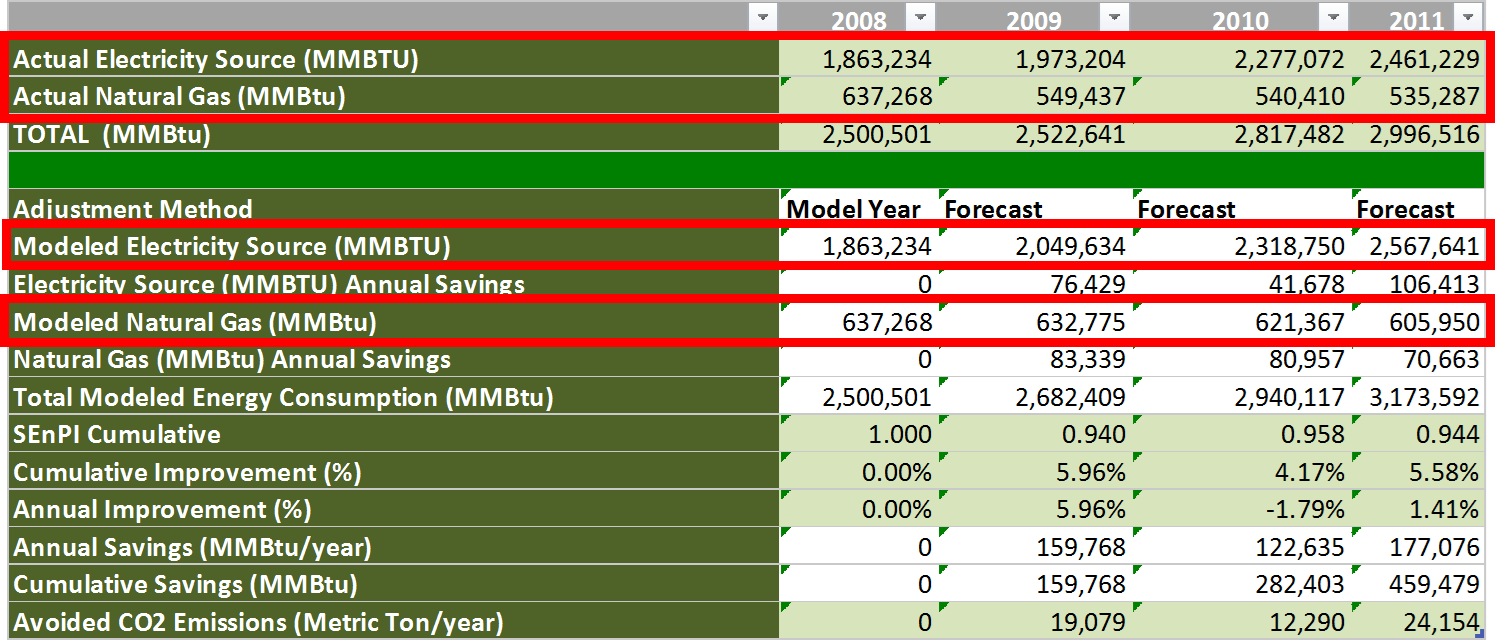 2008 2009 2010 2011
Actual Electricity Source (MMBTU) 1,863,234 1,973,204 2,277,072 2,461,229
Actual Natural Gas (MMBtu) 637,268 549,437 540,410 535,287
TOTAL (MMBtu) 2,500,501 2,522,641 2,817,482 2,996,516
Adjustment Method Model Year Forecast Forecast Forecast
Modeled Electricity Source (MMBTU) 1,863,234 2,049,634 2,318,750 2,567,641
Electricity Source (MMBTU) Annual Savings 0 76,429 41,678 106,413
Modeled Natural Gas (MMBtu) 637,268 632,775 621,367 605,950
Natural Gas (MMBtu) Annual Savings 0 83,339 80,957 70,663
Total Modeled Energy Consumption (MMBtu) 2,500,501 2,682,409 2,940,117 3,173,592
SEnPI Cumulative 1.000 0.940 0.958 0.944
Cumulative Improvement (%) 0.00% 5.96% 4.17% 5.58%
Annual Improvement (%) 0.00% 5.96% -1.79% 1.41%
Annual Savings (MMBtu/year) 0 159,768 122,635 177,076
Cumulative Savings (MMBtu) 0 159,768 282,403 459,479
Avoided CO2 Emissions (Metric Ton/year) 0 19,079 12,290 24,154